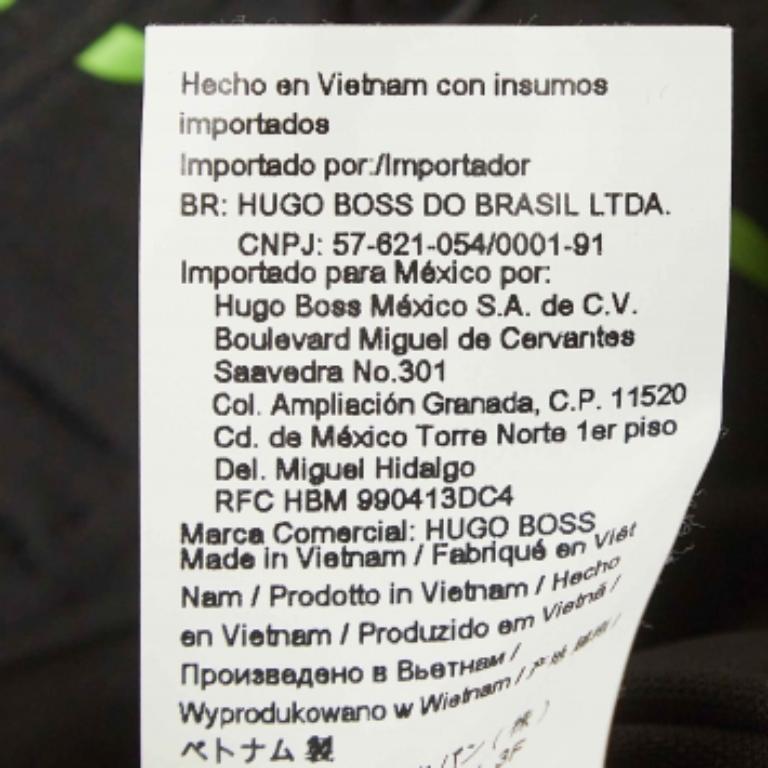 Hecho en Vietnam con insumos
importados
Importado por:/Importador
BR: HUGO BOSS DO BRASIL LTDA.
CNPJ: 57-621-054/0001-91
Importado para México por:
Hugo Boss México S.A. de C.V.
Boulevard Miguel de Cervantes
Saavedra No.301
Col. Ampliación Granada, C.P. 11520
Cd. de México Torre Norte 1er piso
Del. Miguel Hidalgo
RFC HBM 990413DC4
Marca Comercial: HUGO BOSS
Made in Vietnam / Fabriqué en Viêt
Nam / Prodotto in Vietnam / Hecho
en Vietnam / Produzido em Vietnã /
Произведено в Вьетнам /
Wyprodukowano w Wietnam /
ベトナム 製
(株)
3F